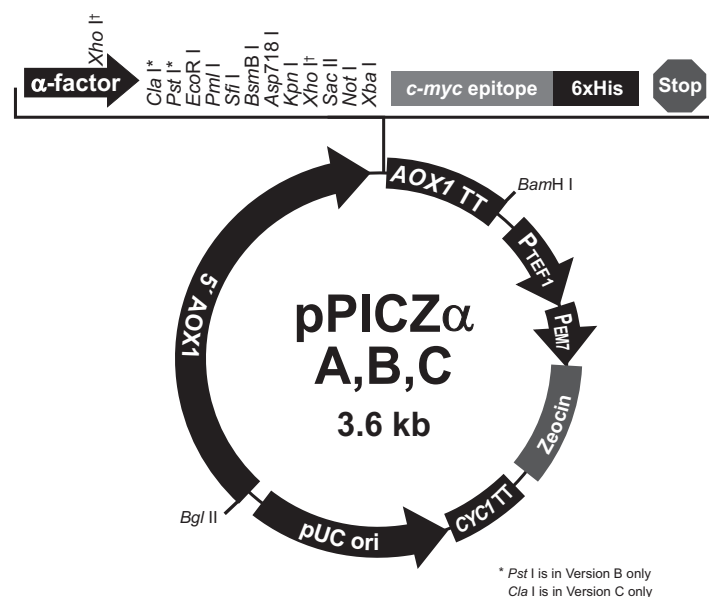 Xho I†
α-factor
Cla I*
Pst I*
EcoR I
Pml I
Sfi I
BsmB I
Asp718 I
Kpn I
Xho I†
Sac II
Not I
Xba I
c-myc epitope
6xHis
Stop
AOX1 TT
BamH I
PTEF1
PEM7
Zeocin
CYC1 TT
pUC ori
Bgl II
5´ AOX1
pPICZα
A,B,C
3.6 kb
* Pst I is in Version B only
Cla I is in Version C only